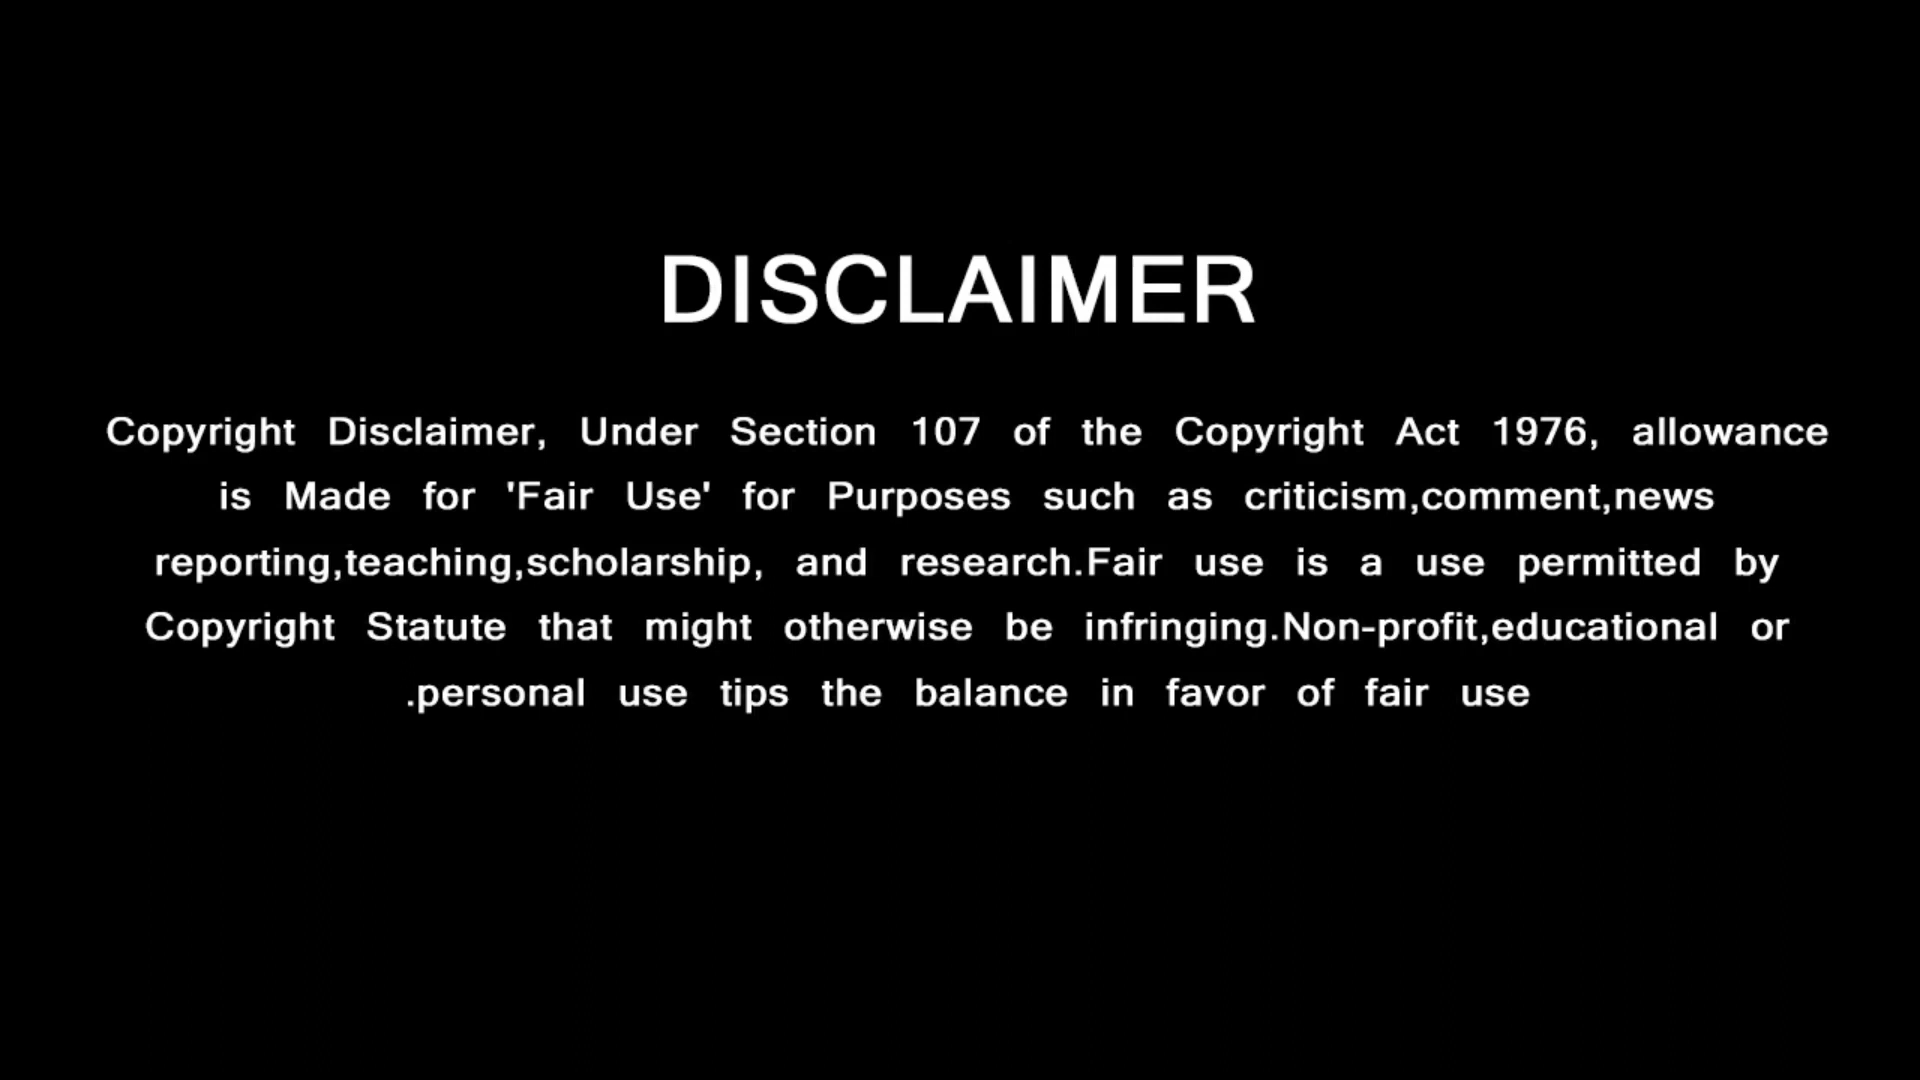 DISCLAIMER
Copyright Disclaimer, Under Section 107 of the Copyright Act 1976, allowance
is Made for 'Fair Use' for Purposes such as criticism,comment,news
reporting,teaching,scholarship, and research.Fair use is a use permitted by
Copyright Statute that might otherwise be infringing.Non-profit,educational or
.personal use tips the balance in favor of fair use